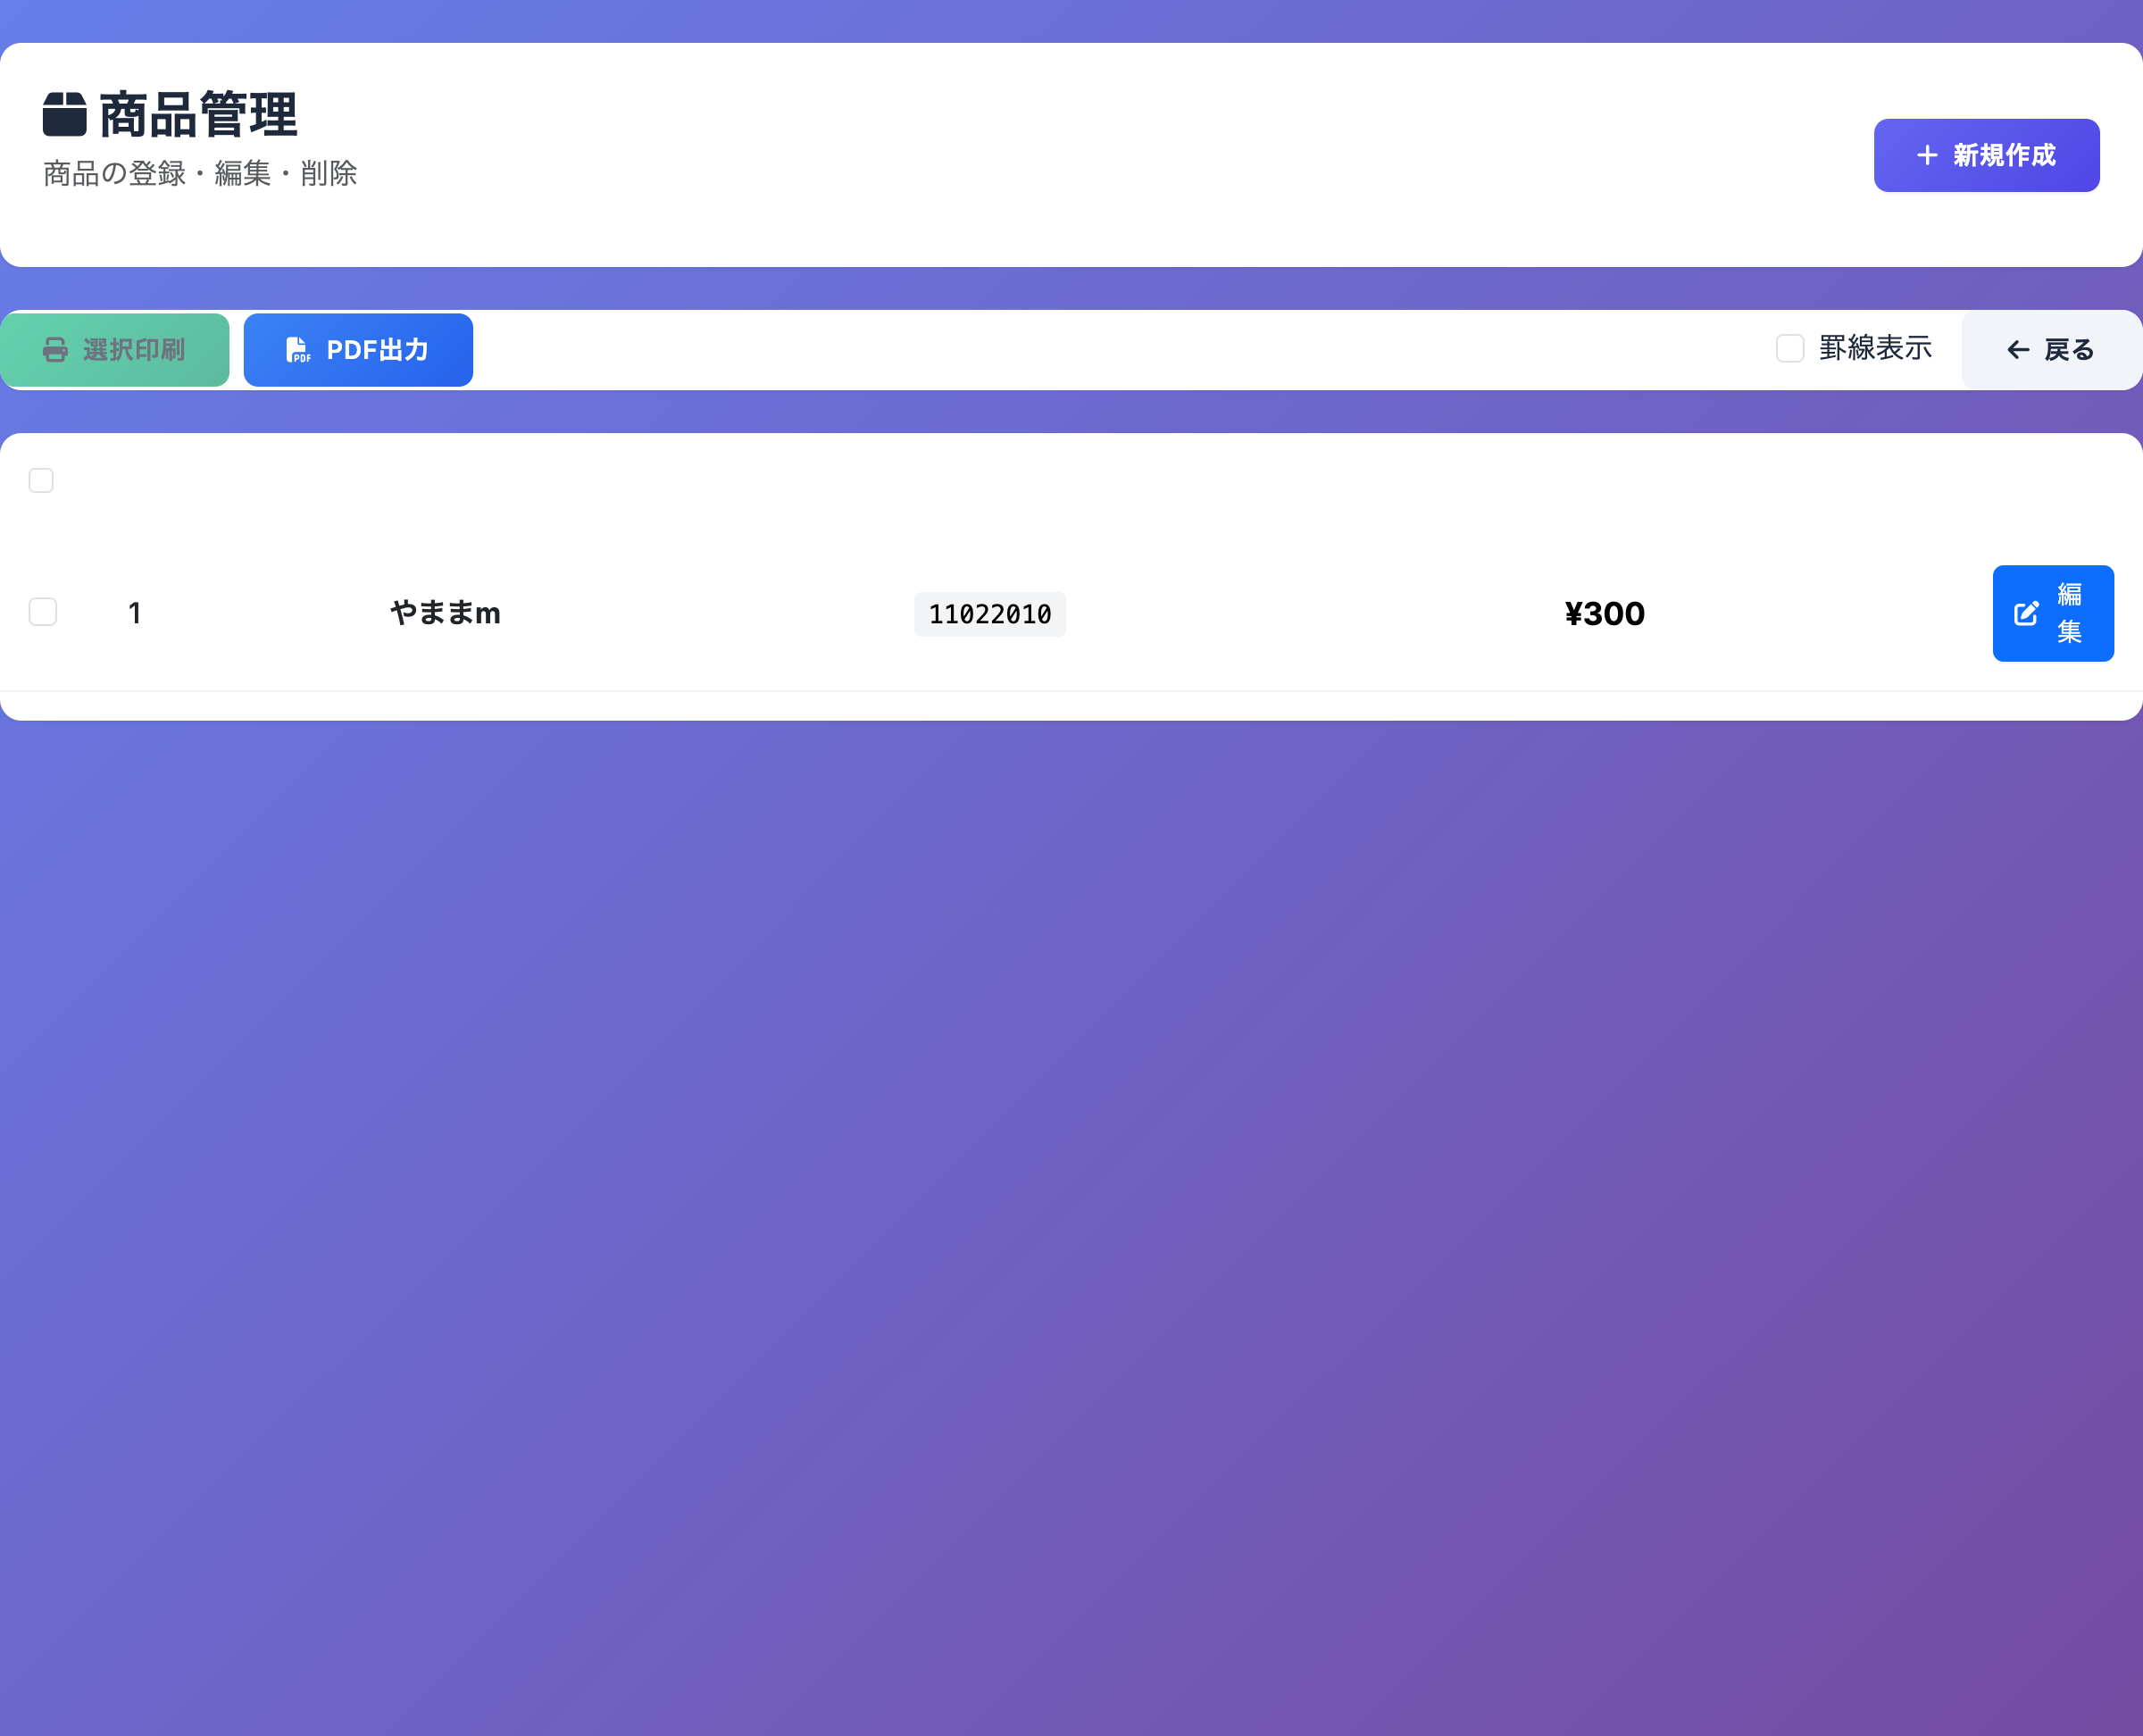 商品管理
商品の登録・編集・削除
新規作成
選択印刷
PDF出力
罫線表示
戻る
1
やままm
11022010
¥300
編
集